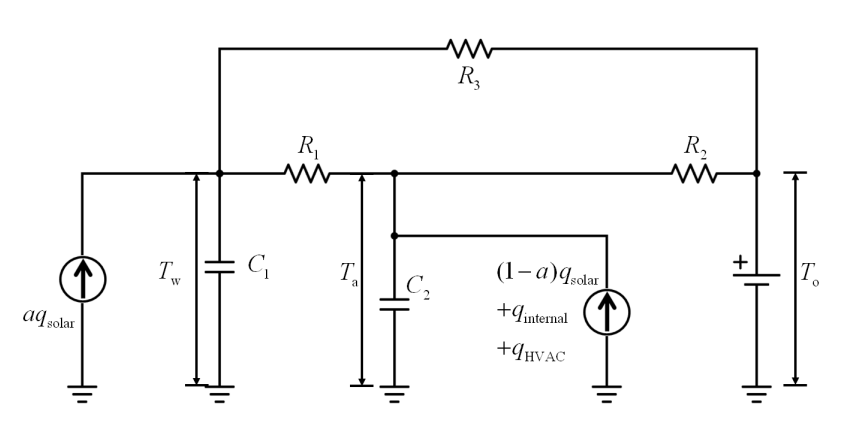 R3
R1
R2
+
Tw
C1
Ta
C2
(1−a)qsolar
+qinternal
+qHVAC
To
aqsolar